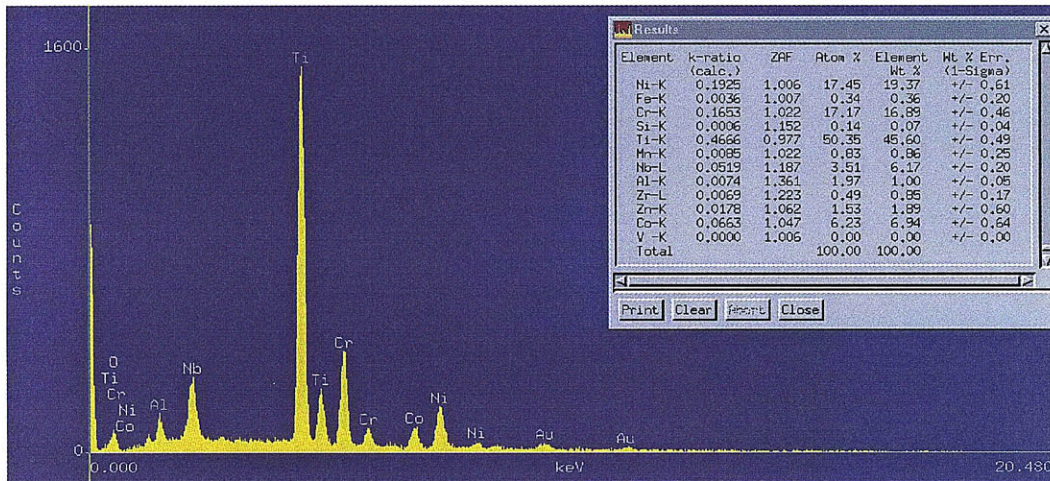 1600
Ti
O
Ti
Cr
Ni
Co
Al
Nb
Ti
Cr
Cr
Co
Ni
Ni
Au
Au
Counts
0
0.000
keV
20.480
Results
Element k-ratio ZAF Atom % Element Wt % Err.
(calc.) Wt % (1-Sigma)
Ni-K 0.1925 1.006 17.45 19.37 +/- 0.61
Fe-K 0.0036 1.007 0.34 0.36 +/- 0.20
Cr-K 0.1653 1.022 17.17 16.89 +/- 0.46
Si-K 0.0006 1.152 0.14 0.07 +/- 0.04
Ti-K 0.4666 0.977 50.35 45.60 +/- 0.49
Mn-K 0.0085 1.022 0.83 0.86 +/- 0.25
Nb-L 0.0519 1.187 3.51 6.17 +/- 0.20
Al-K 0.0074 1.361 1.97 1.00 +/- 0.05
Zr-L 0.0069 1.223 0.49 0.85 +/- 0.17
Zn-K 0.0178 1.062 1.53 1.89 +/- 0.60
Co-K 0.0663 1.047 6.23 6.94 +/- 0.64
V -K 0.0000 1.006 0.00 0.00 +/- 0.00
Total 100.00 100.00
Print Clear Abort Close